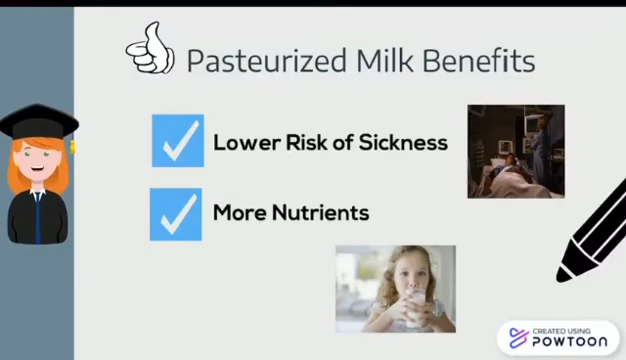 Pasteurized Milk Benefits
Lower Risk of Sickness
More Nutrients
CREATED USING
POWTOON